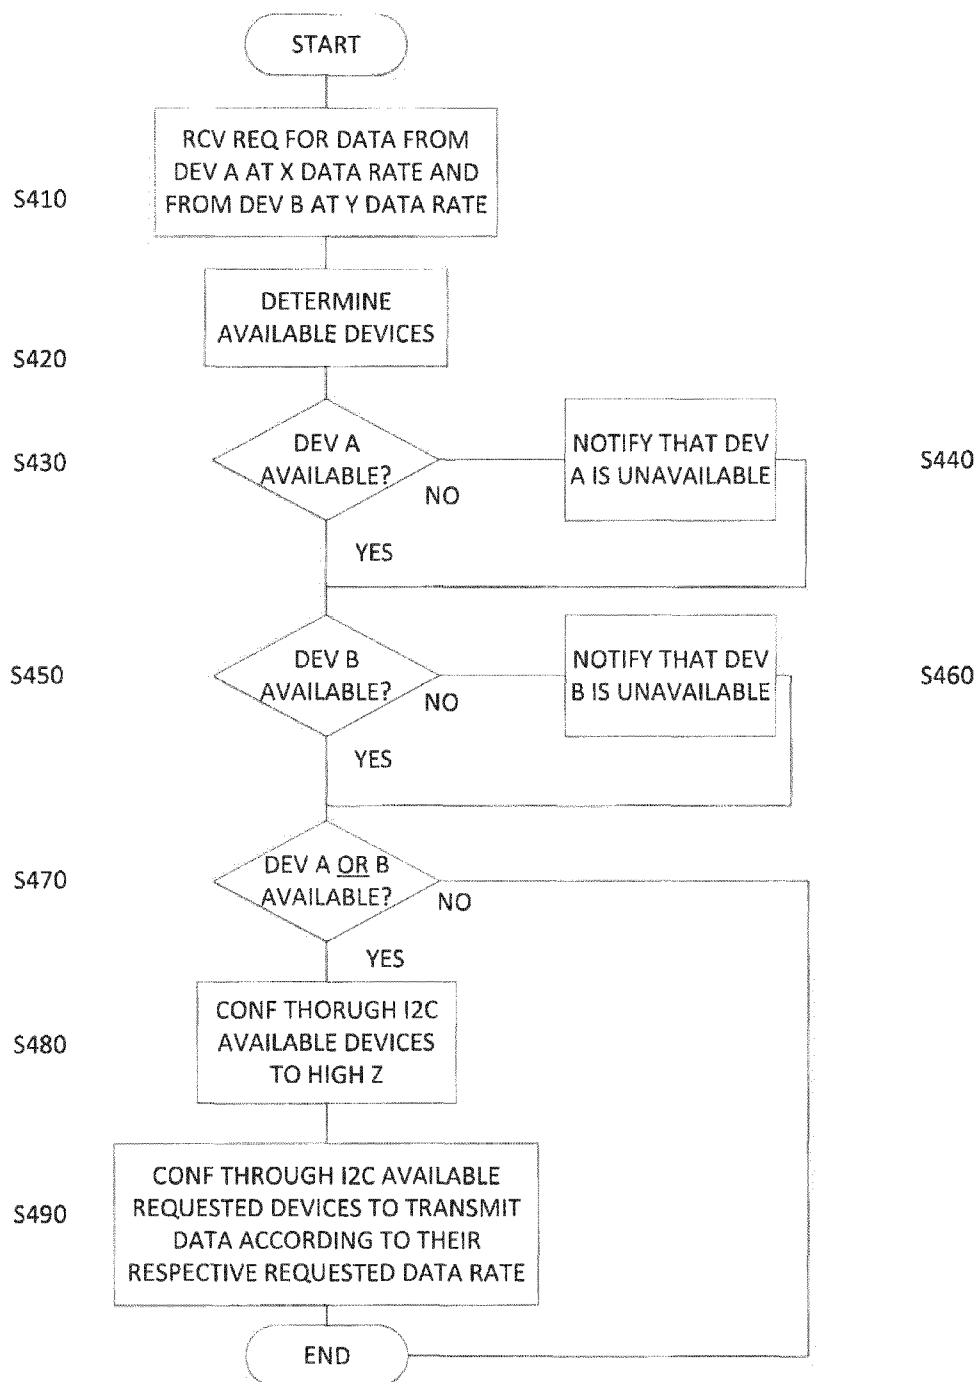 START
RCV REQ FOR DATA FROM
DEV A AT X DATA RATE AND
FROM DEV B AT Y DATA RATE
S410
DETERMINE
AVAILABLE DEVICES
S420
DEV A
AVAILABLE?
S430
NO
YES
NOTIFY THAT DEV
A IS UNAVAILABLE
S440
DEV B
AVAILABLE?
S450
NO
YES
NOTIFY THAT DEV
B IS UNAVAILABLE
S460
DEV A OR B
AVAILABLE?
S470
NO
YES
CONF THORUGH I2C
AVAILABLE DEVICES
TO HIGH Z
S480
CONF THROUGH I2C AVAILABLE
REQUESTED DEVICES TO TRANSMIT
DATA ACCORDING TO THEIR
RESPECTIVE REQUESTED DATA RATE
S490
END